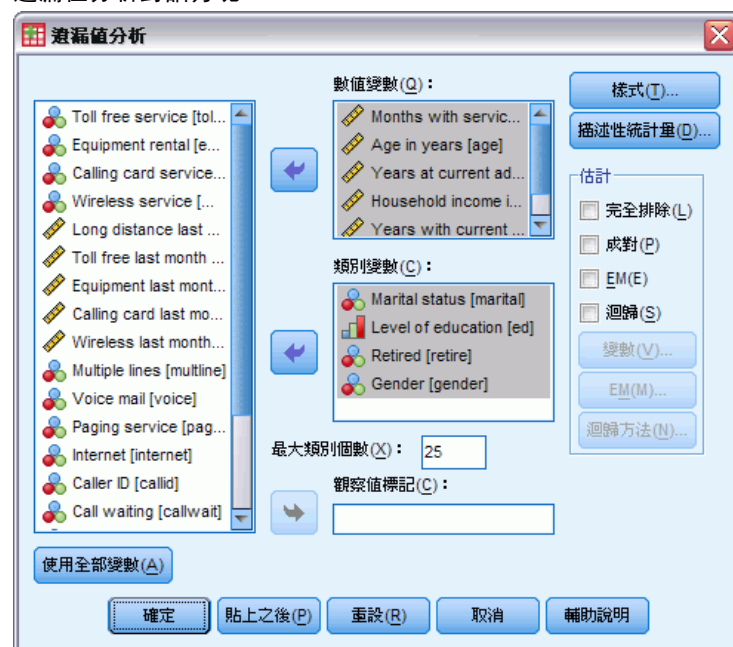 遺漏值分析
Toll free service [tol...
Equipment rental [e...
Calling card service...
Wireless service [...
Long distance last ...
Toll free last month ...
Equipment last mont...
Calling card last mo...
Wireless last month...
Multiple lines [multline]
Voice mail [voice]
Paging service [pag...
Internet [internet]
Caller ID [callid]
Call waiting [callwait]
使用全部變數(A)
數值變數(Q)：
Months with servic...
Age in years [age]
Years at current ad...
Household income i...
Years with current ...
類別變數(C)：
Marital status [marital]
Level of education [ed]
Retired [retire]
Gender [gender]
最大類別個數(X)： 25
觀察值標記(C)：
樣式(T)...
描述性統計量(D)...
估計
完全排除(L)
成對(P)
EM(E)
迴歸(S)
變數(V)...
EM(M)...
迴歸方法(N)...
確定
貼上之後(P)
重設(R)
取消
輔助說明